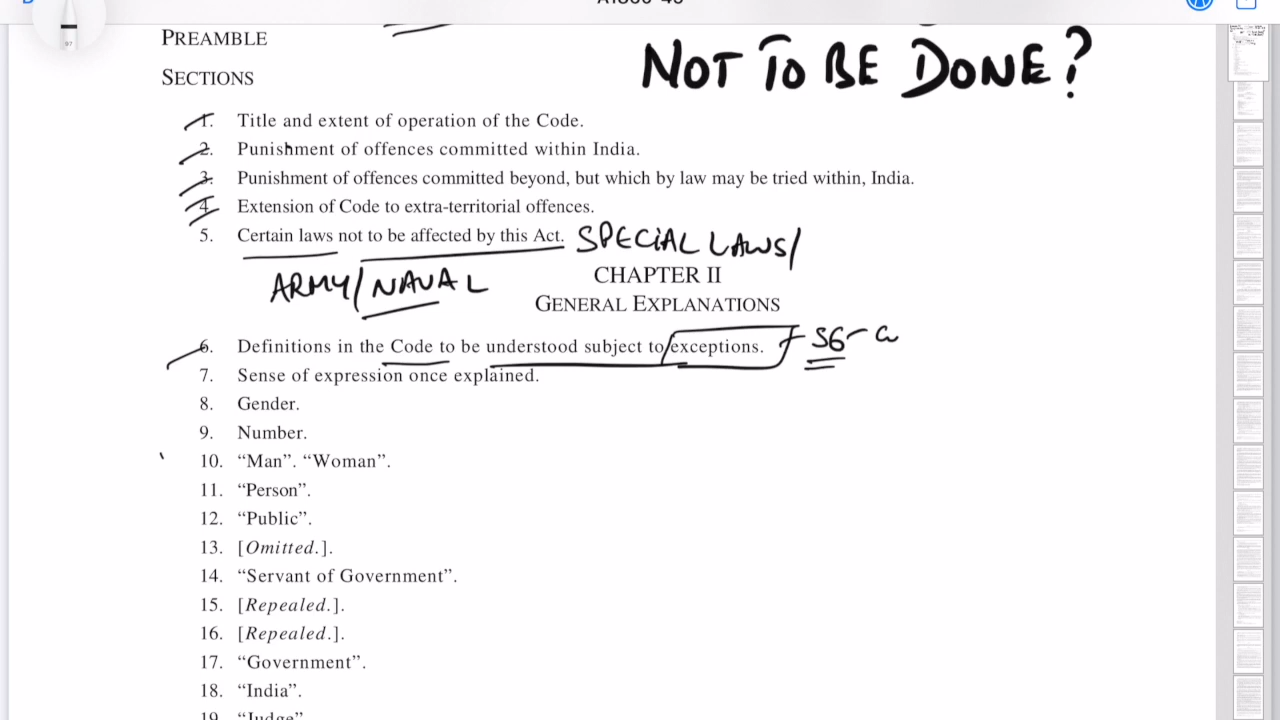 PREAMBLE
NOT TO BE DONE?
SECTIONS
1. Title and extent of operation of the Code.
2. Punishment of offences committed within India.
3. Punishment of offences committed beyond, but which by law may be tried within, India.
4. Extension of Code to extra-territorial offences.
5. Certain laws not to be affected by this Act. SPECIAL LAWS/
ARMY/NAVAL
CHAPTER II
GENERAL EXPLANATIONS
6. Definitions in the Code to be understood subject to exceptions.
7. Sense of expression once explained.
8. Gender.
9. Number.
10. “Man”. “Woman”.
11. “Person”.
12. “Public”.
13. [Omitted.].
14. “Servant of Government”.
15. [Repealed.].
16. [Repealed.].
17. “Government”.
18. “India”.
19. “Judge”